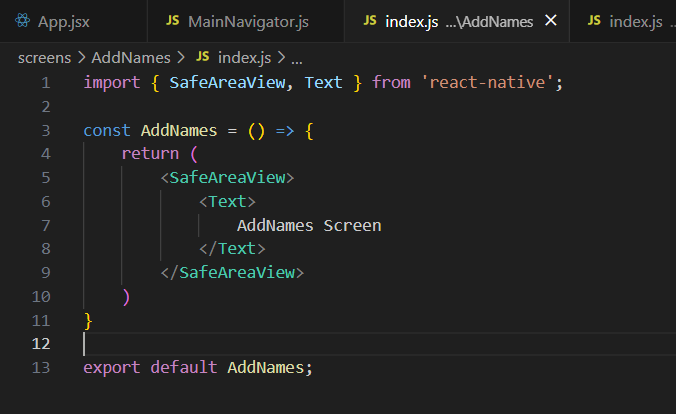 App.jsx JS MainNavigator.js JS index.js ...\AddNames JS index.js ..
screens > AddNames > JS index.js > ...
1 import { SafeAreaView, Text } from 'react-native';
2
3 const AddNames = () => {
4 return (
5 <SafeAreaView>
6 <Text>
7 AddNames Screen
8 </Text>
9 </SafeAreaView>
10 )
11 }
12
13 export default AddNames;